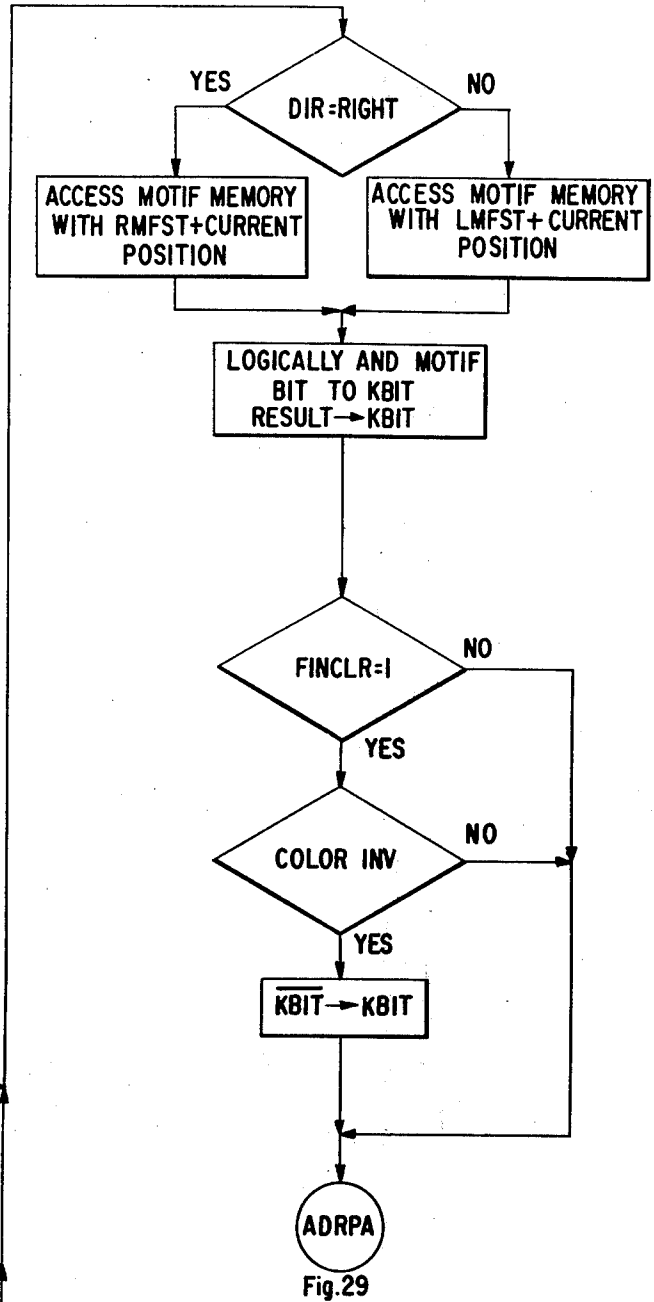 YES
NO
DIR=RIGHT
ACCESS MOTIF MEMORY
WITH RMFST+CURRENT
POSITION
ACCESS MOTIF MEMORY
WITH LMFST+CURRENT
POSITION
LOGICALLY AND MOTIF
BIT TO KBIT
RESULT→KBIT
FINCLR=1
NO
YES
COLOR INV
NO
YES
K̅B̅I̅T̅→KBIT
ADRPA
Fig.29